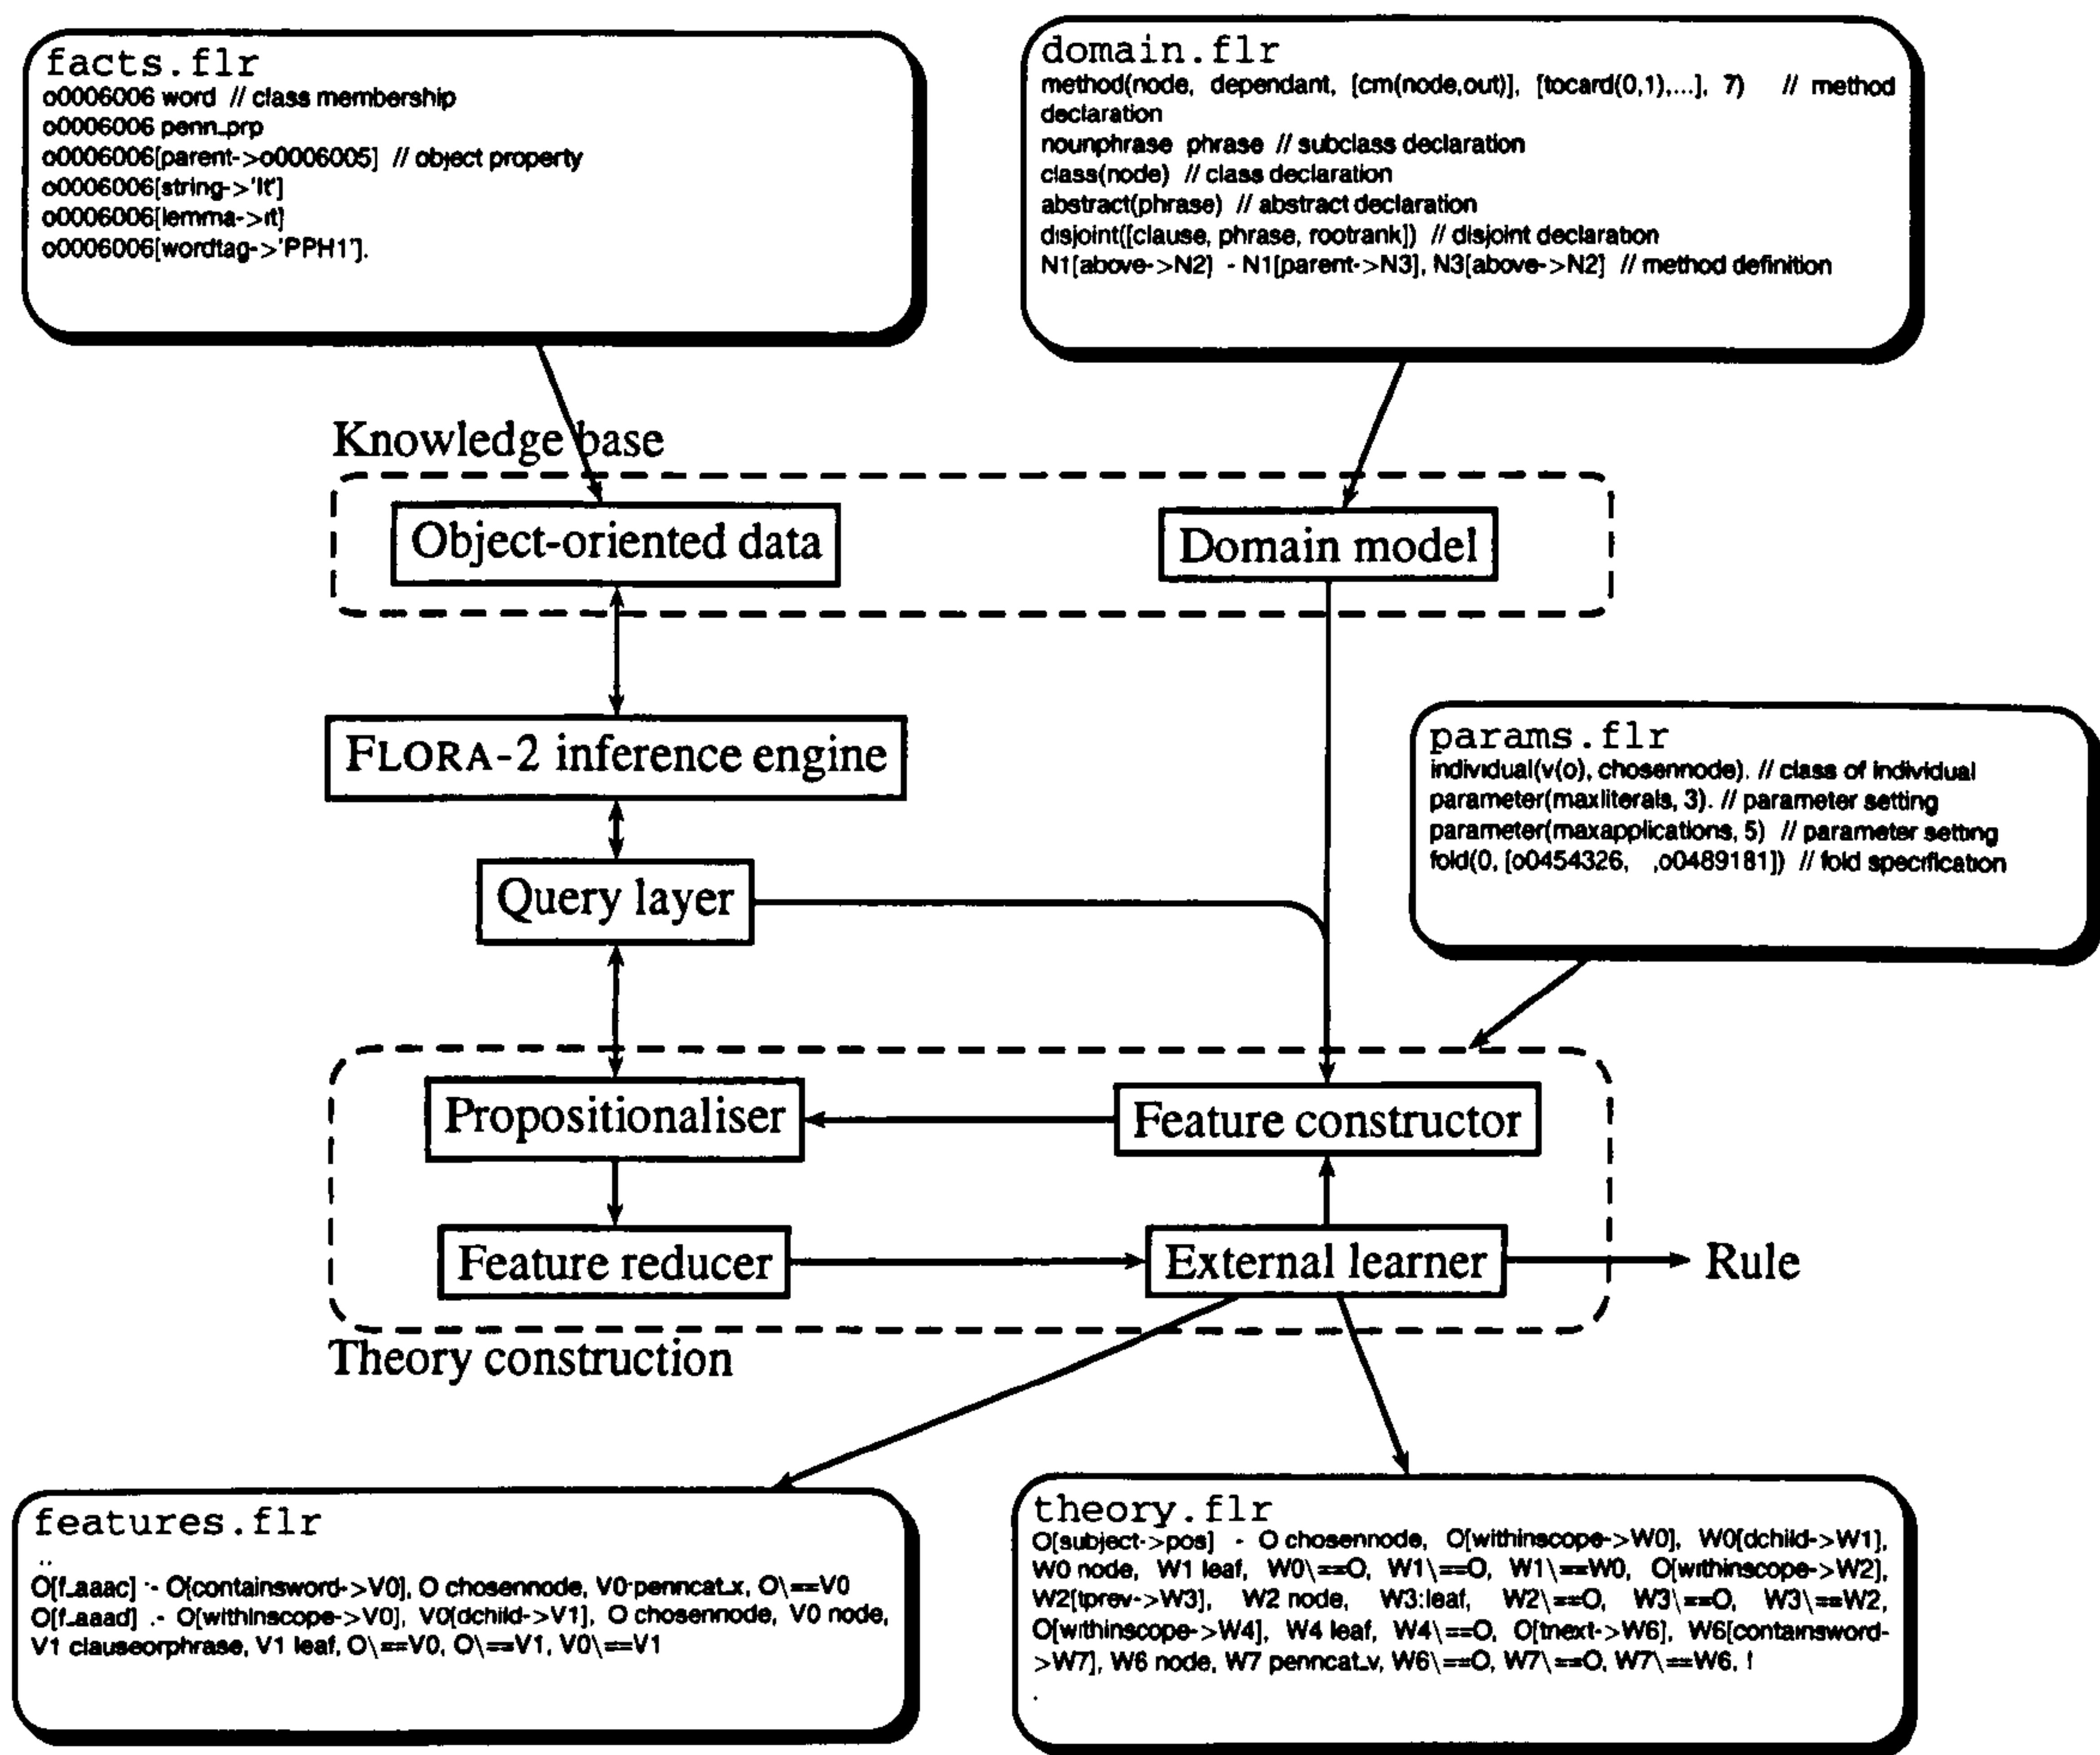 facts.flr
o0006006 word // class membership
o0006006 penn_prp
o0006006[parent->o0006005] // object property
o0006006[string->'It']
o0006006[lemma->it]
o0006006[wordtag->'PPH1'].
domain.flr
method(node, dependant, [cm(node,out)], [tocard(0,1),...], 7) // method
declaration
nounphrase phrase // subclass declaration
class(node) // class declaration
abstract(phrase) // abstract declaration
disjoint([clause, phrase, rootrank]) // disjoint declaration
N1[above->N2] - N1[parent->N3], N3[above->N2] // method definition
Knowledge base
Object-oriented data
Domain model
FLORA-2 inference engine
params.flr
individual(v(o), chosennode). // class of individual
parameter(maxliterals, 3). // parameter setting
parameter(maxapplications, 5) // parameter setting
fold(0, [o0454326, ,o0489181]) // fold specification
Query layer
Propositionaliser
Feature constructor
Feature reducer
External learner
Rule
Theory construction
features.flr
..
O[f_aaac] :- O[containsword->V0], O chosennode, V0:penncat_x, O\==V0
O[f_aaad] :- O[withinscope->V0], V0[dchild->V1], O chosennode, V0 node,
V1 clauseorphrase, V1 leaf, O\==V0, O\==V1, V0\==V1
theory.flr
O[subject->pos] - O chosennode, O[withinscope->W0], W0[dchild->W1],
W0 node, W1 leaf, W0\==O, W1\==O, W1\==W0, O[withinscope->W2],
W2[tprev->W3], W2 node, W3:leaf, W2\==O, W3\==O, W3\==W2,
O[withinscope->W4], W4 leaf, W4\==O, O[tnext->W6], W6[containsword-
>W7], W6 node, W7 penncat_v, W6\==O, W7\==O, W7\==W6, !
.